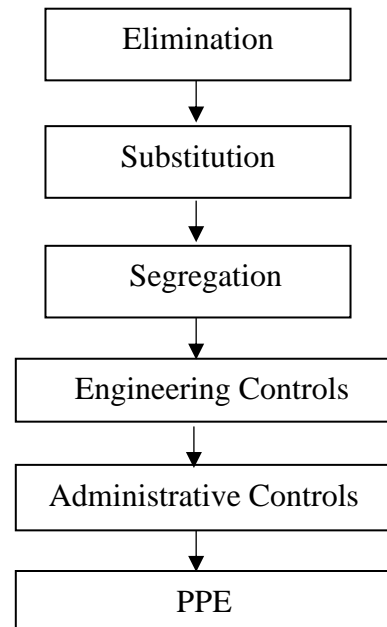 Elimination
Substitution
Segregation
Engineering Controls
Administrative Controls
PPE